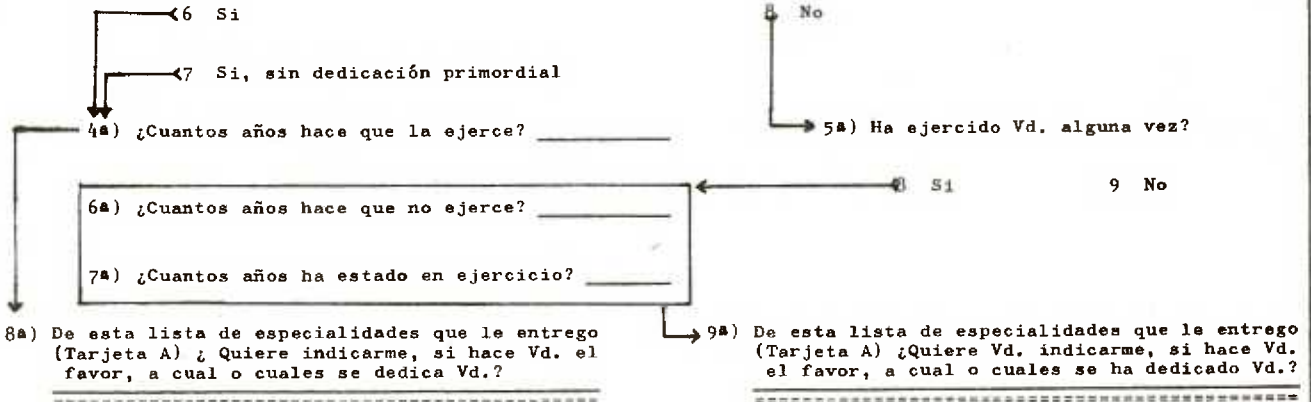 6 Si
8 No
7 Si, sin dedicación primordial
4ª) ¿Cuantos años hace que la ejerce?
5ª) Ha ejercido Vd. alguna vez?
8 Si 9 No
6ª) ¿Cuantos años hace que no ejerce?
7ª) ¿Cuantos años ha estado en ejercicio?
8ª) De esta lista de especialidades que le entrego
(Tarjeta A) ¿ Quiere indicarme, si hace Vd. el
favor, a cual o cuales se dedica Vd.?
9ª) De esta lista de especialidades que le entrego
(Tarjeta A) ¿Quiere Vd. indicarme, si hace Vd.
el favor, a cual o cuales se ha dedicado Vd.?